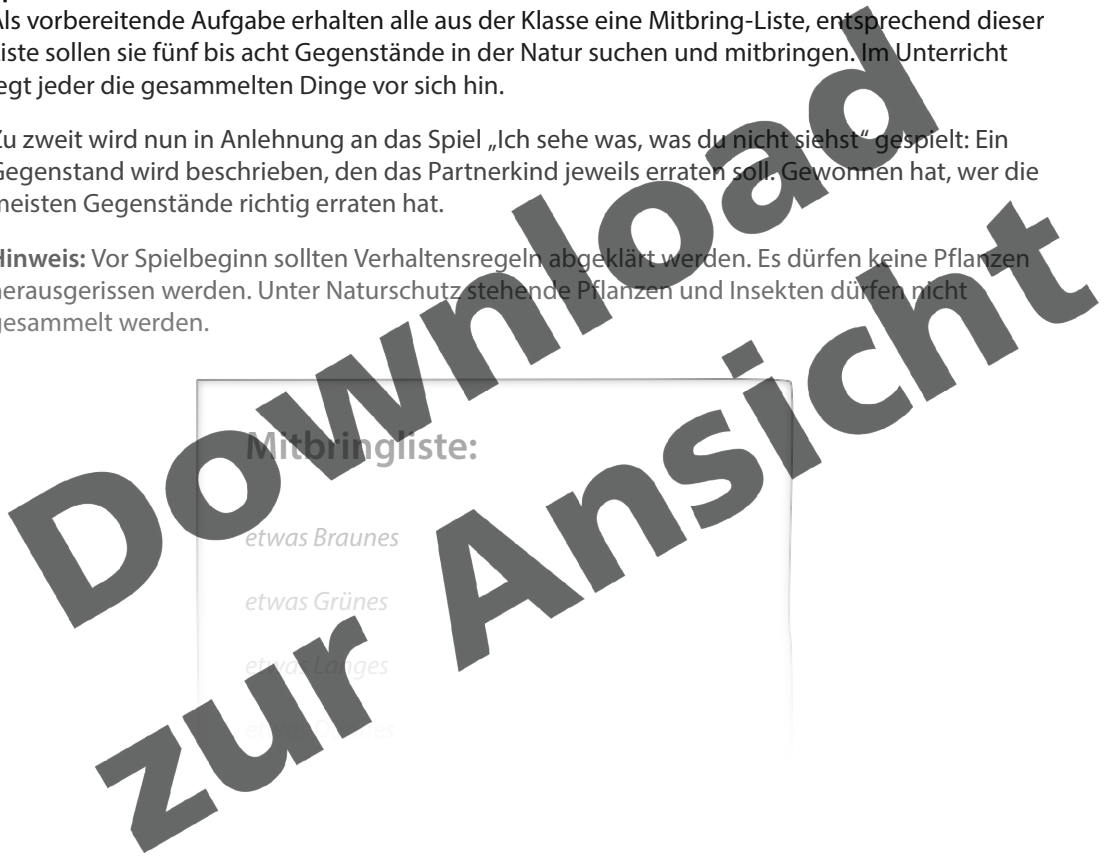 Als vorbereitende Aufgabe erhalten alle aus der Klasse eine Mitbring-Liste, entsprechend dieser
Liste sollen sie fünf bis acht Gegenstände in der Natur suchen und mitbringen. Im Unterricht
legt jeder die gesammelten Dinge vor sich hin.
Zu zweit wird nun in Anlehnung an das Spiel „Ich sehe was, was du nicht siehst“ gespielt: Ein
Gegenstand wird beschrieben, den das Partnerkind jeweils erraten soll. Gewonnen hat, wer die
meisten Gegenstände richtig erraten hat.
Hinweis: Vor Spielbeginn sollten Verhaltensregeln abgeklärt werden. Es dürfen keine Pflanzen
herausgerissen werden. Unter Naturschutz stehende Pflanzen und Insekten dürfen nicht
gesammelt werden.
Mitbringliste:
etwas Braunes
etwas Grünes
etwas Langes
etwas
Download
zur Ansicht